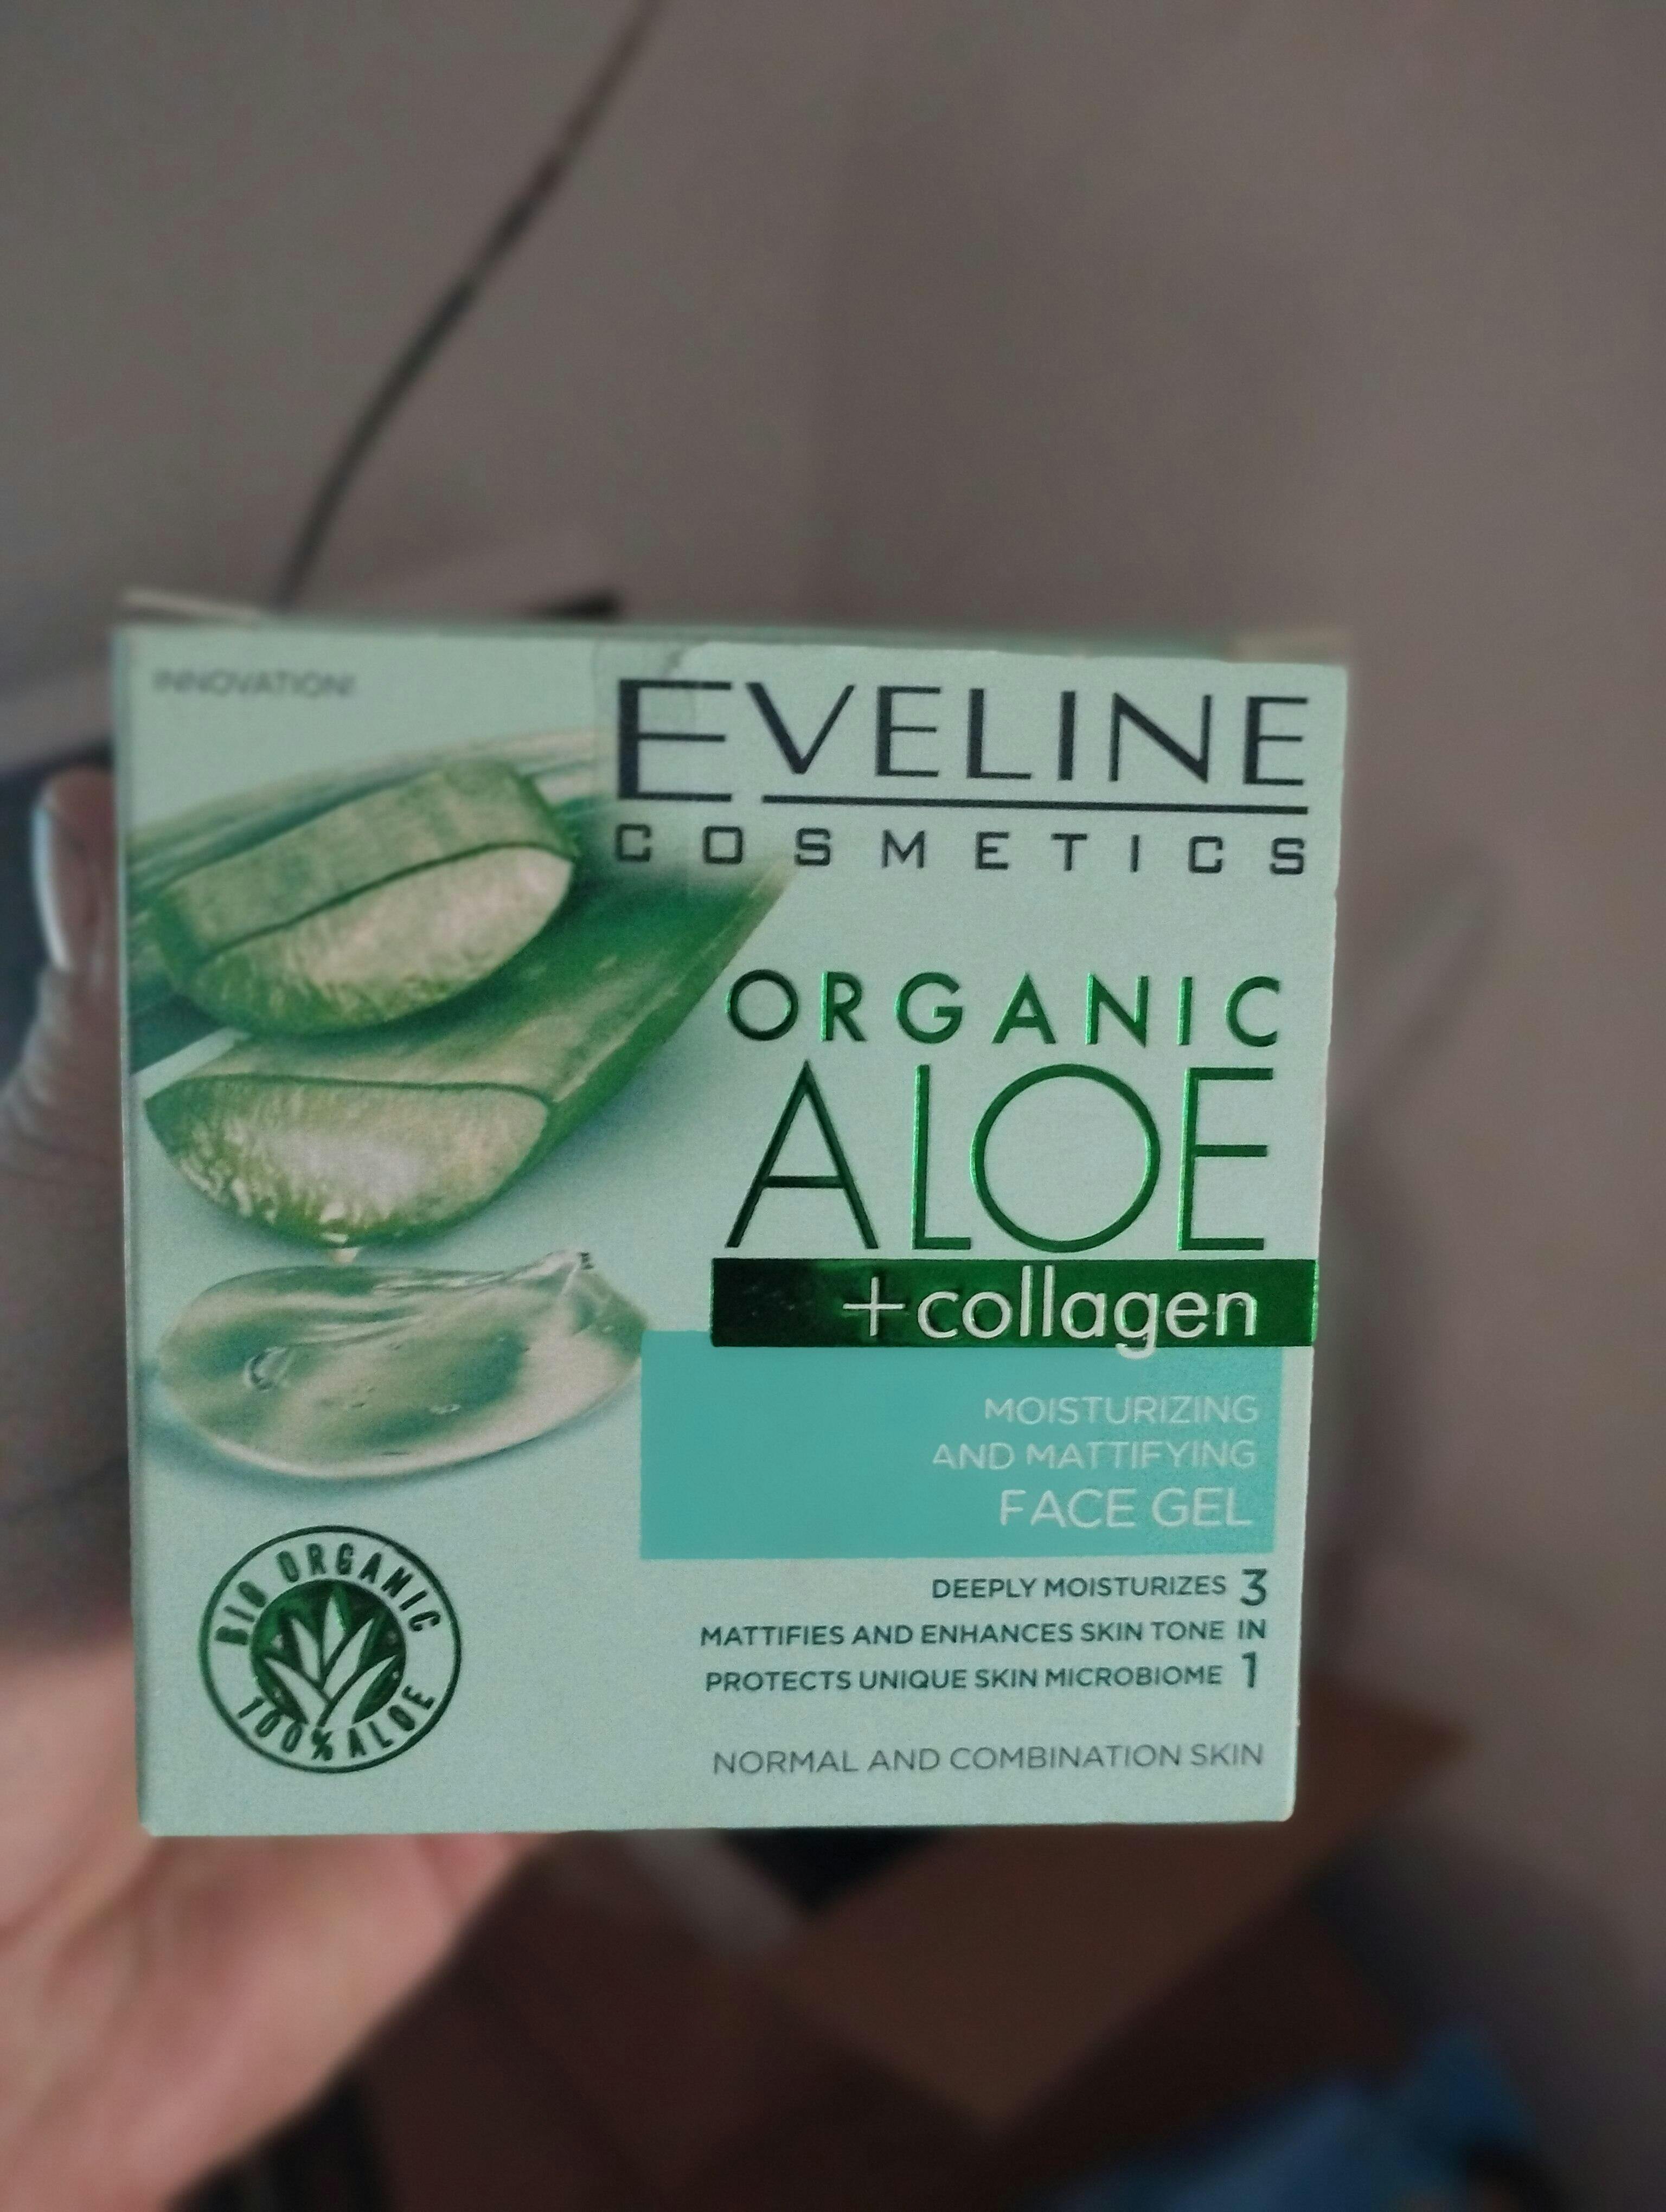 INNOVATION!
EVELINE
COSMETICS
ORGANIC
ALOE
+collagen
MOISTURIZING
AND MATTIFYING
FACE GEL
DEEPLY MOISTURIZES 3
MATTIFIES AND ENHANCES SKIN TONE IN
PROTECTS UNIQUE SKIN MICROBIOME 1
NORMAL AND COMBINATION SKIN
BIO ORGANIC
100% ALOE